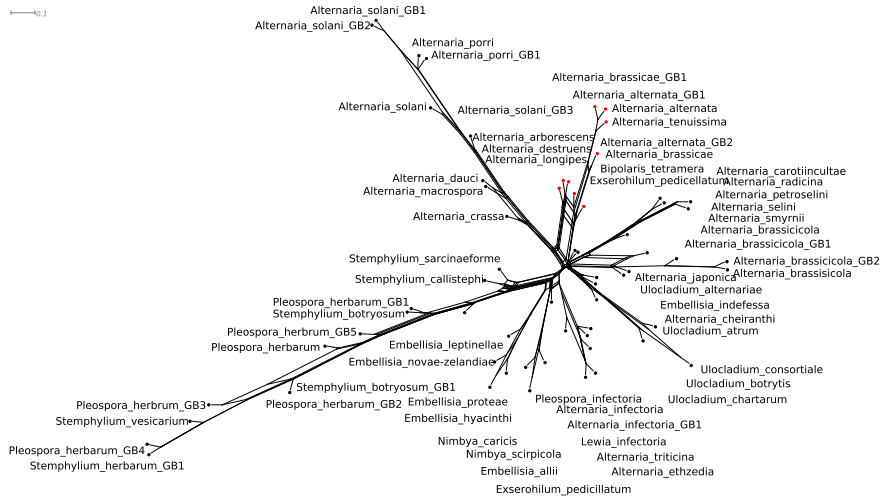 Alternaria_solani_GB1
0.1
Alternaria_solani_GB2
Alternaria_porri
Alternaria_porri_GB1
Alternaria_brassicae_GB1
Alternaria_alternata_GB1
Alternaria_solani
Alternaria_solani_GB3
Alternaria_alternata
Alternaria_tenuissima
Alternaria_arborescens
Alternaria_alternata_GB2
Alternaria_destruens
Alternaria_brassicae
Alternaria_longipes
Bipolaris_tetramera
Alternaria_carotiincultae
Alternaria_dauci
Exserohilum_pedicellatum
Alternaria_radicina
Alternaria_macrospora
Alternaria_petroselini
Alternaria_selini
Alternaria_crassa
Alternaria_smyrnii
Alternaria_brassicicola
Alternaria_brassicicola_GB1
Stemphylium_sarcinaeforme
Alternaria_brassicicola_GB2
Alternaria_brassisicola
Stemphylium_callistephi
Alternaria_japonica
Ulocladium_alternariae
Pleospora_herbarum_GB1
Embellisia_indefessa
Stemphylium_botryosum
Alternaria_cheiranthi
Pleospora_herbrum_GB5
Ulocladium_atrum
Pleospora_herbarum
Embellisia_leptinellae
Embellisia_novae-zelandiae
Ulocladium_consortiale
Stemphylium_botryosum_GB1
Ulocladium_botrytis
Pleospora_herbrum_GB3
Pleospora_herbarum_GB2
Embellisia_proteae
Pleospora_infectoria
Ulocladium_chartarum
Alternaria_infectoria
Stemphylium_vesicarium
Embellisia_hyacinthi
Alternaria_infectoria_GB1
Nimbya_caricis
Lewia_infectoria
Pleospora_herbarum_GB4
Nimbya_scirpicola
Alternaria_triticina
Stemphylium_herbarum_GB1
Embellisia_allii
Alternaria_ethzedia
Exserohilum_pedicillatum